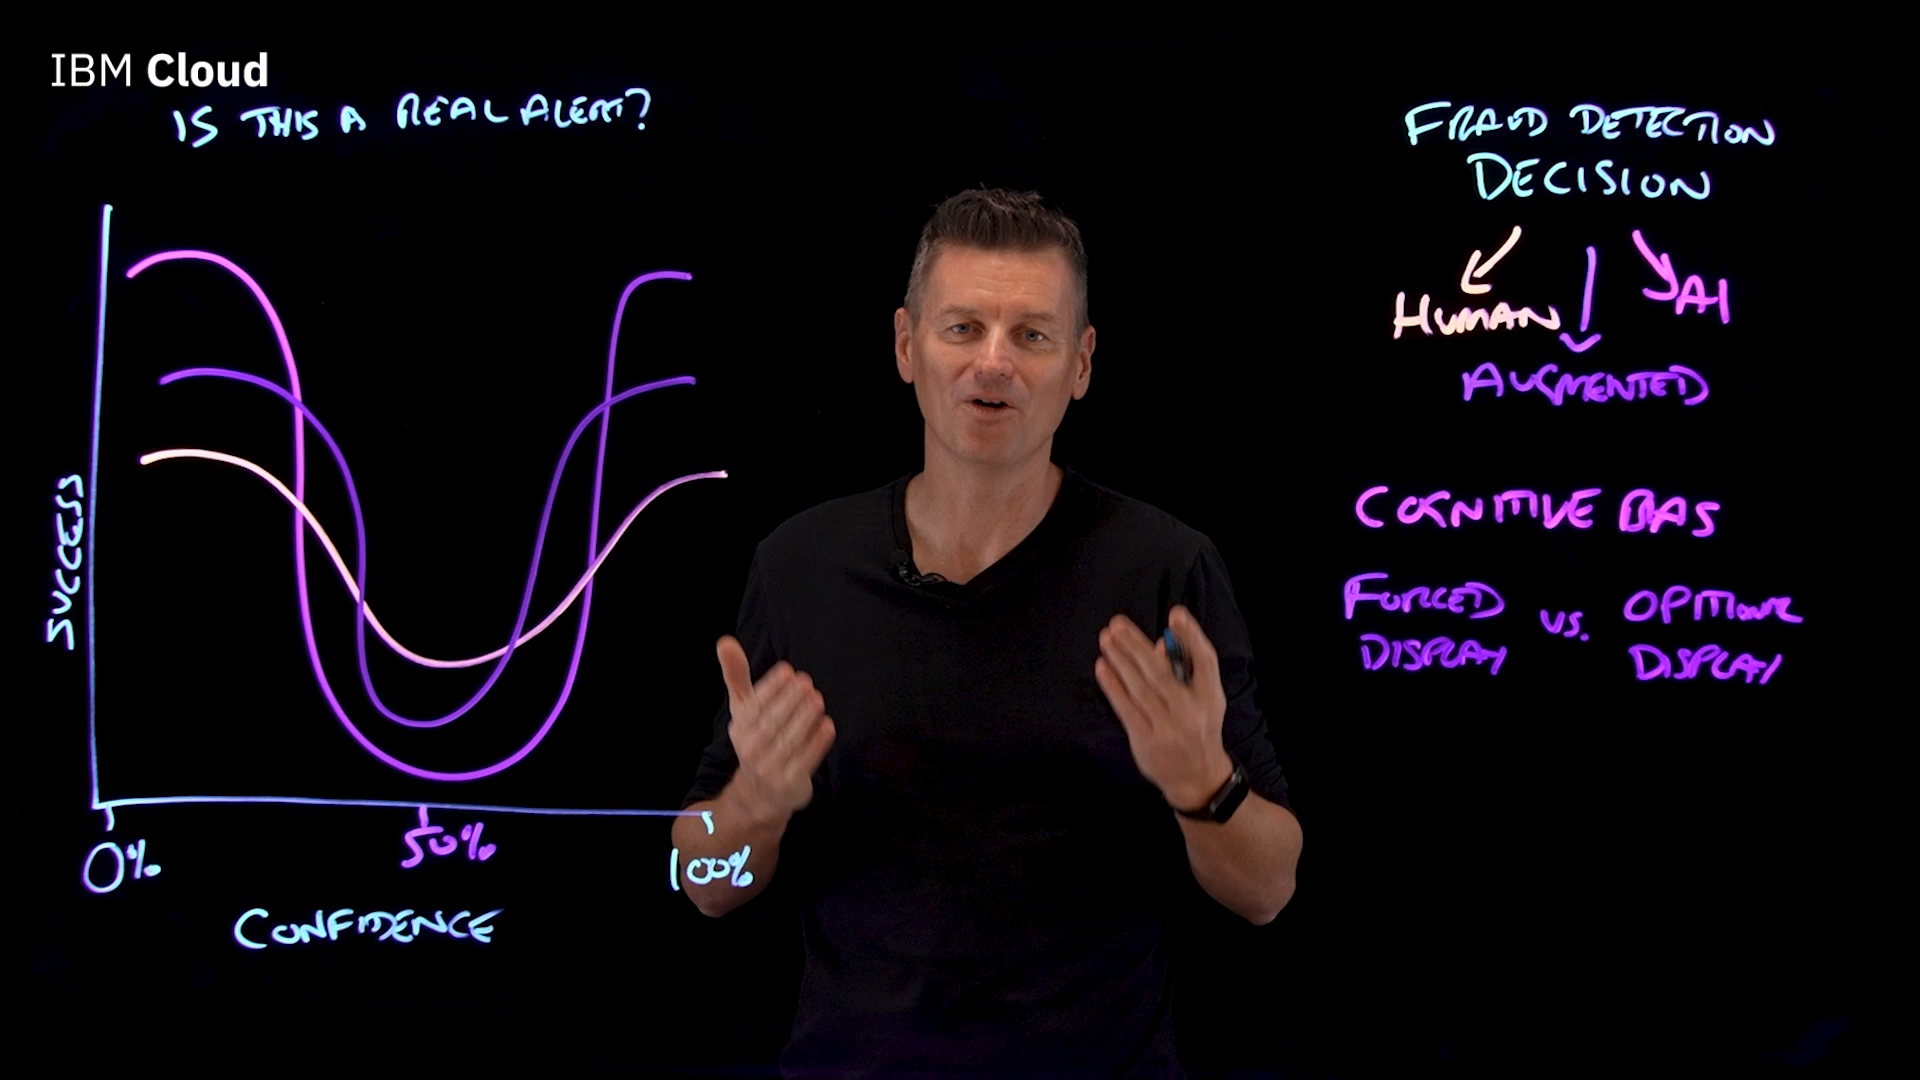 IBM Cloud
IS THIS A REAL ALERT?
SUCCESS
0%
50%
100%
CONFIDENCE
FRAUD DETECTION
DECISION
HUMAN
AI
AUGMENTED
COGNITIVE BIAS
FORCED
DISPLAY
vs.
OPTIONAL
DISPLAY